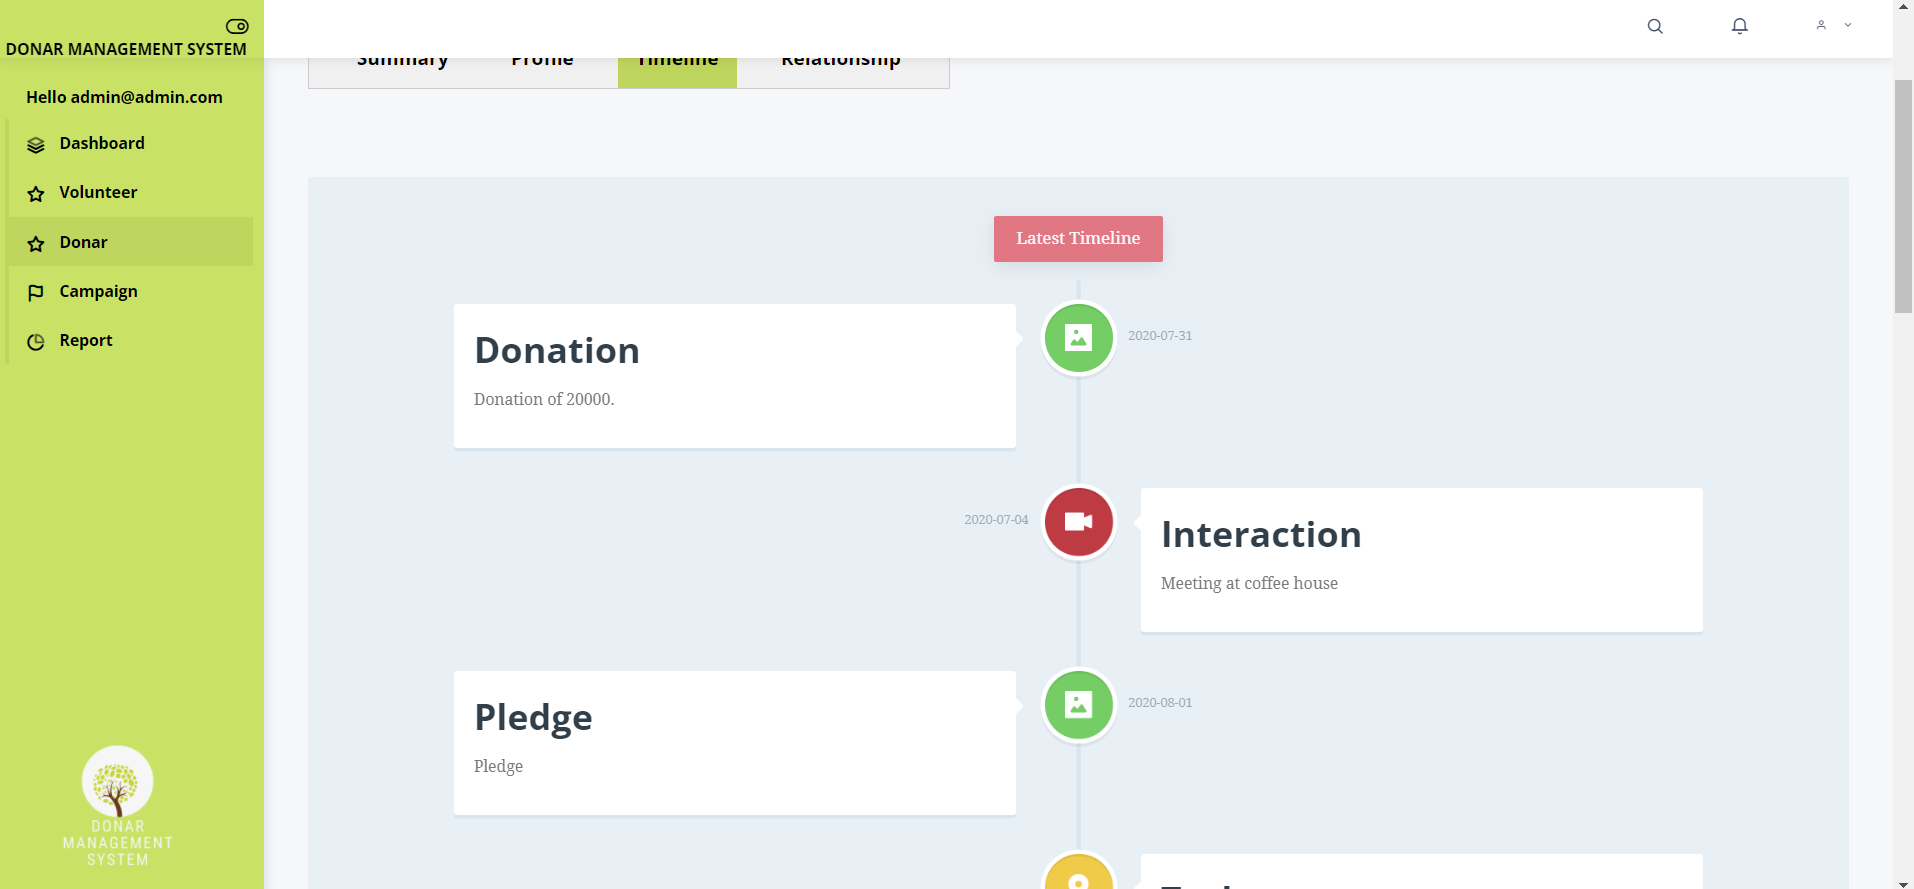 DONAR MANAGEMENT SYSTEM
Hello admin@admin.com
Dashboard
Volunteer
Donar
Campaign
Report
DONAR
MANAGEMENT
SYSTEM
Summary Profile Timeline Relationship
Latest Timeline
Donation
Donation of 20000.
2020-07-31
2020-07-04
Interaction
Meeting at coffee house
Pledge
Pledge
2020-08-01